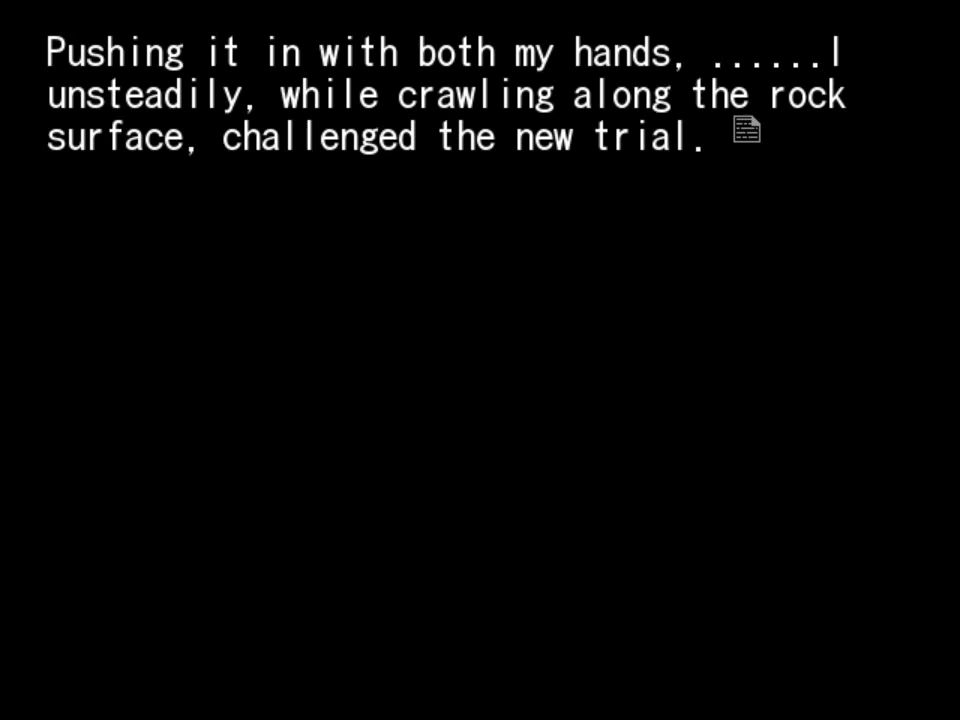 Pushing it in with both my hands, ......I
unsteadily, while crawling along the rock
surface, challenged the new trial.